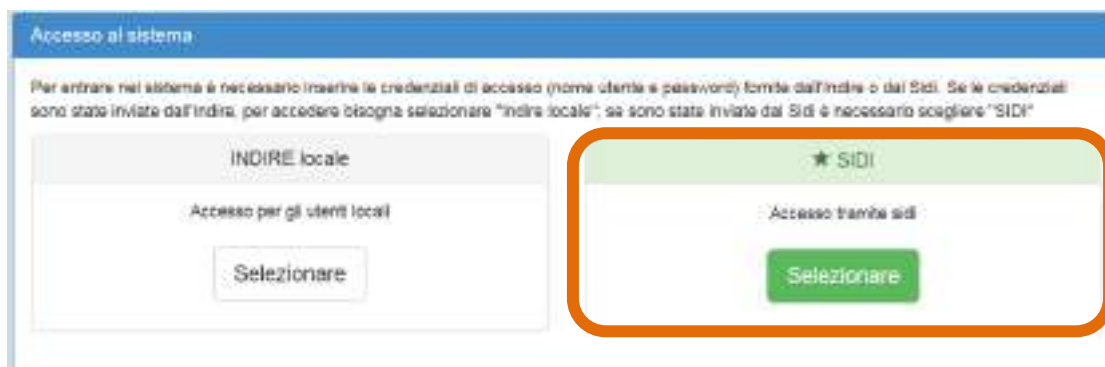 Accesso al sistema
Per entrare nel sistema è necessario inserire le credenziali di accesso (nome utente e password) fornite dall'Indire o dal Sidi. Se le credenziali
sono state inviate dall'Indire, per accedere bisogna selezionare "Indire locale"; se sono state inviate dal Sidi è necessario scegliere "SIDI"
INDIRE locale
★ SIDI
Accesso per gli utenti locali
Accesso tramite sidi
Selezionare
Selezionare